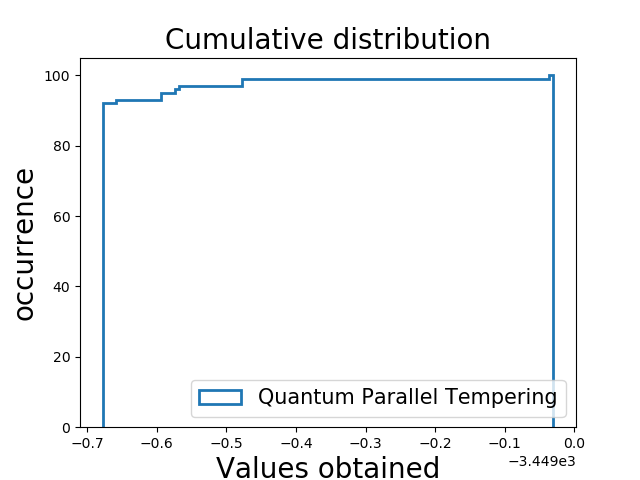 Cumulative distribution
occurrence
100
80
60
40
20
0
Quantum Parallel Tempering
−0.7 −0.6 −0.5 −0.4 −0.3 −0.2 −0.1 0.0
−3.449e3
Values obtained